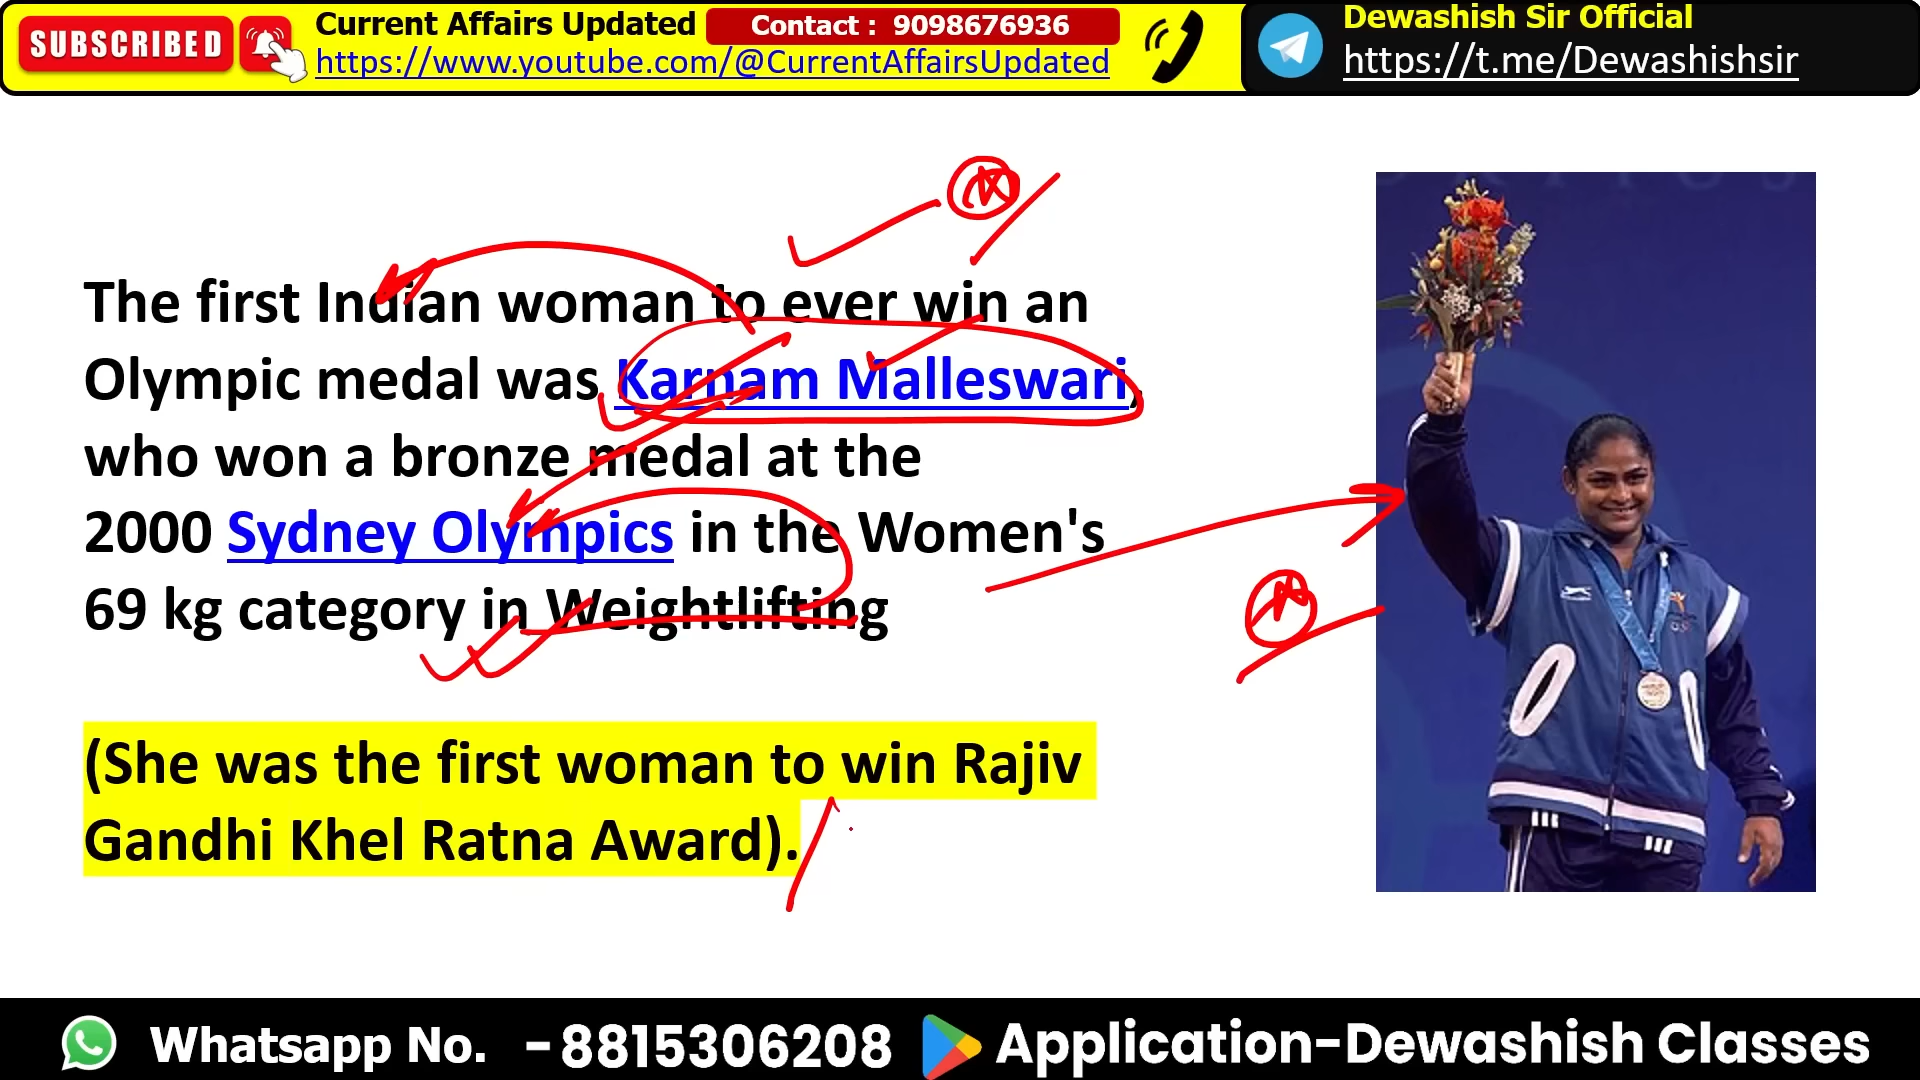 SUBSCRIBED
Current Affairs Updated
Contact : 9098676936
https://www.youtube.com/@CurrentAffairsUpdated
Dewashish Sir Official
https://t.me/Dewashishsir
The first Indian woman to ever win an
Olympic medal was Karnam Malleswari,
who won a bronze medal at the
2000 Sydney Olympics in the Women's
69 kg category in Weightlifting
(She was the first woman to win Rajiv
Gandhi Khel Ratna Award).
Whatsapp No. -8815306208
Application-Dewashish Classes